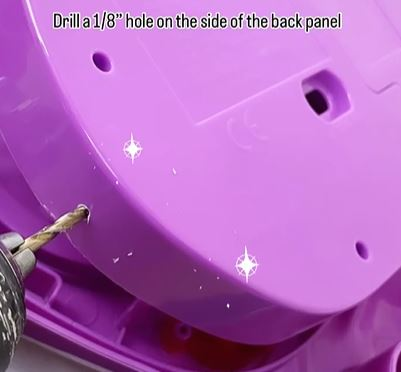 Drill a 1/8” hole on the side of the back panel